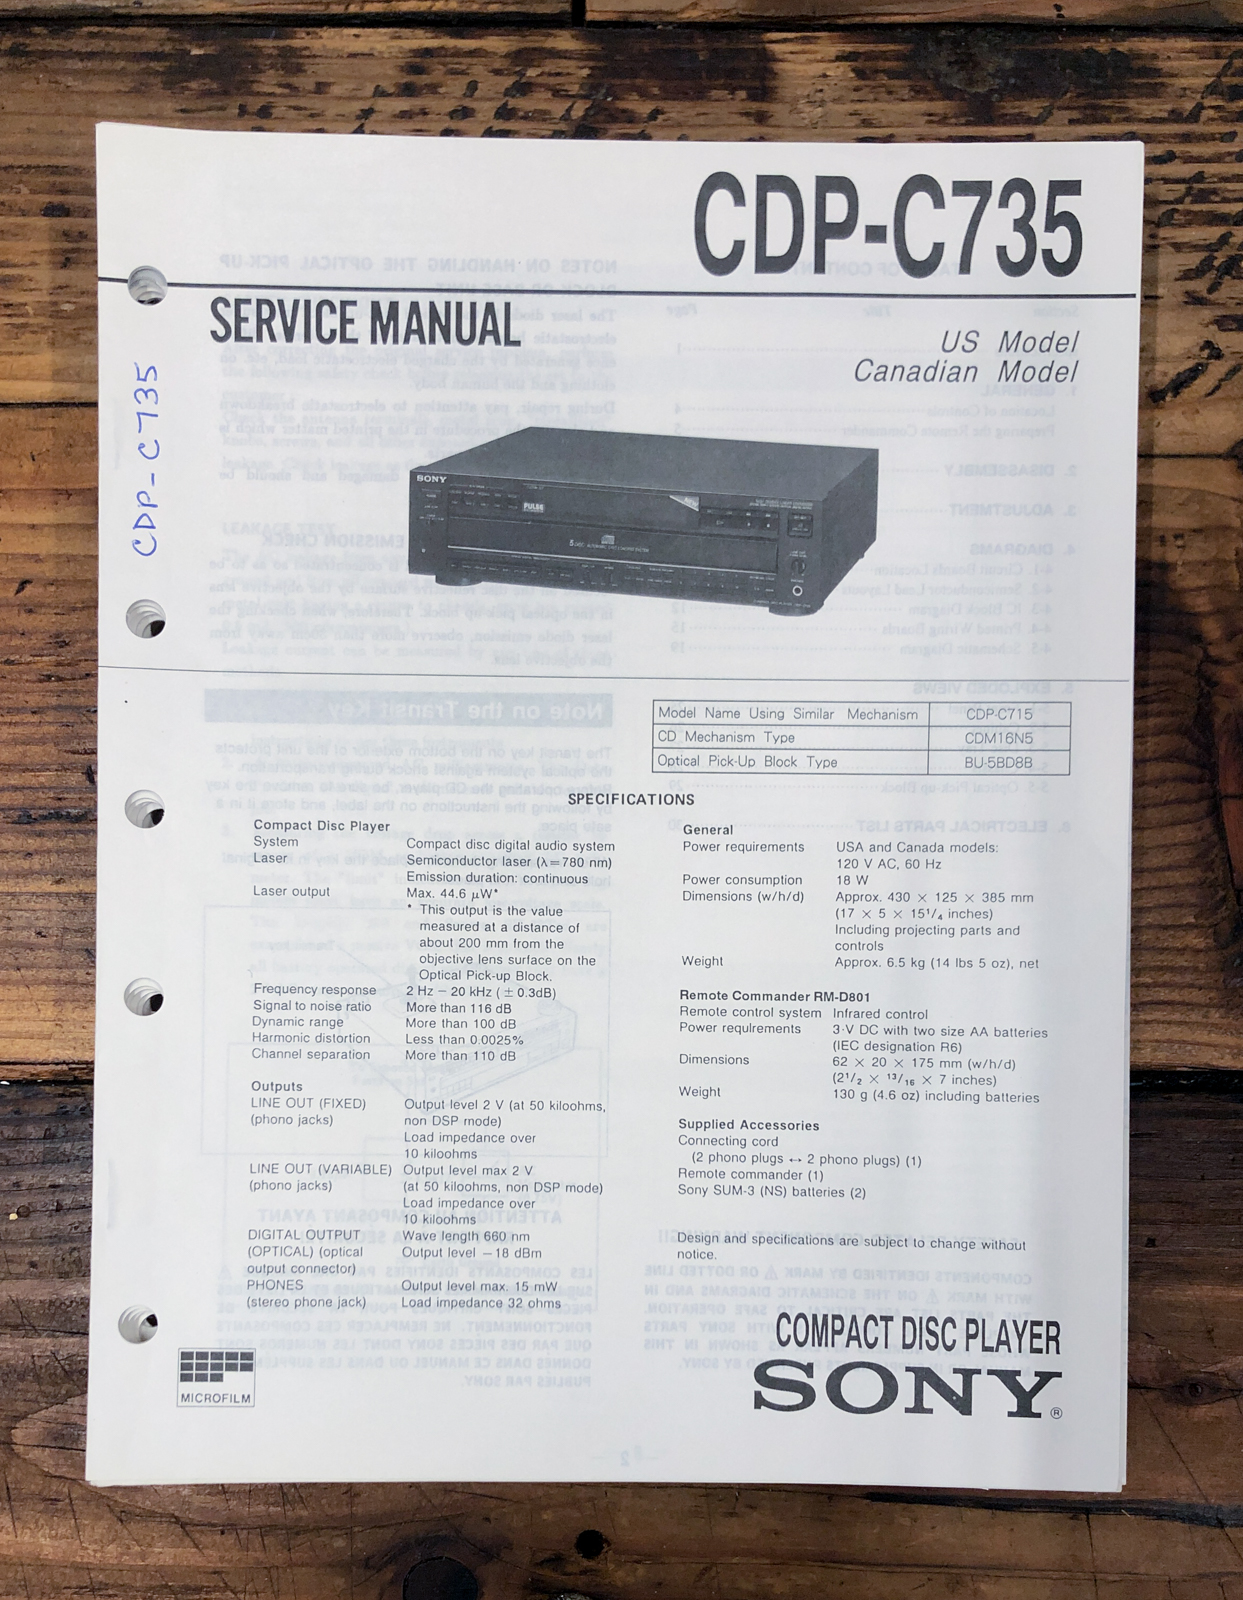 CDP-C735
SERVICE MANUAL
US Model
Canadian Model
CDP-C735
SONY
PULSE
5 DISC
Model Name Using Similar Mechanism CDP-C715
CD Mechanism Type CDM16N5
Optical Pick-Up Block Type BU-5BD8B
SPECIFICATIONS
Compact Disc Player
System Compact disc digital audio system
Laser Semiconductor laser (λ=780 nm)
Emission duration: continuous
Laser output Max. 44.6 μW*
* This output is the value
measured at a distance of
about 200 mm from the
objective lens surface on the
Optical Pick-up Block.
Frequency response 2 Hz – 20 kHz (±0.3dB)
Signal to noise ratio More than 116 dB
Dynamic range More than 100 dB
Harmonic distortion Less than 0.0025%
Channel separation More than 110 dB
Outputs
LINE OUT (FIXED) Output level 2 V (at 50 kiloohms,
(phono jacks) non DSP mode)
Load impedance over
10 kiloohms
LINE OUT (VARIABLE) Output level max 2 V
(phono jacks) (at 50 kiloohms, non DSP mode)
Load impedance over
10 kiloohms
DIGITAL OUTPUT Wave length 660 nm
(OPTICAL) (optical Output level –18 dBm
output connector)
PHONES Output level max. 15 mW
(stereo phone jack) Load impedance 32 ohms
General
Power requirements USA and Canada models:
120 V AC, 60 Hz
Power consumption 18 W
Dimensions (w/h/d) Approx. 430 × 125 × 385 mm
(17 × 5 × 15 1/4 inches)
Including projecting parts and
controls
Weight Approx. 6.5 kg (14 lbs 5 oz), net
Remote Commander RM-D801
Remote control system Infrared control
Power requirements 3 V DC with two size AA batteries
(IEC designation R6)
Dimensions 62 × 20 × 175 mm (w/h/d)
(2 1/2 × 13/16 × 7 inches)
Weight 130 g (4.6 oz) including batteries
Supplied Accessories
Connecting cord
(2 phono plugs ↔ 2 phono plugs) (1)
Remote commander (1)
Sony SUM-3 (NS) batteries (2)
Design and specifications are subject to change without
notice.
MICROFILM
COMPACT DISC PLAYER
SONY®